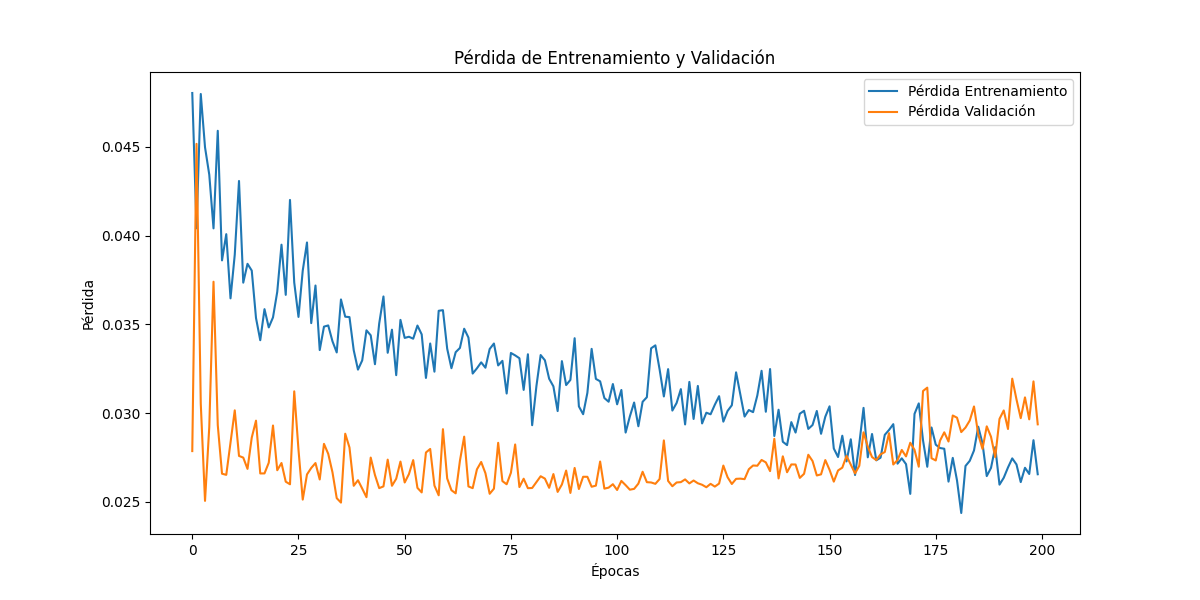 Pérdida de Entrenamiento y Validación
Pérdida Entrenamiento
Pérdida Validación
0.045
0.040
0.035
0.030
0.025
Pérdida
0 25 50 75 100 125 150 175 200
Épocas